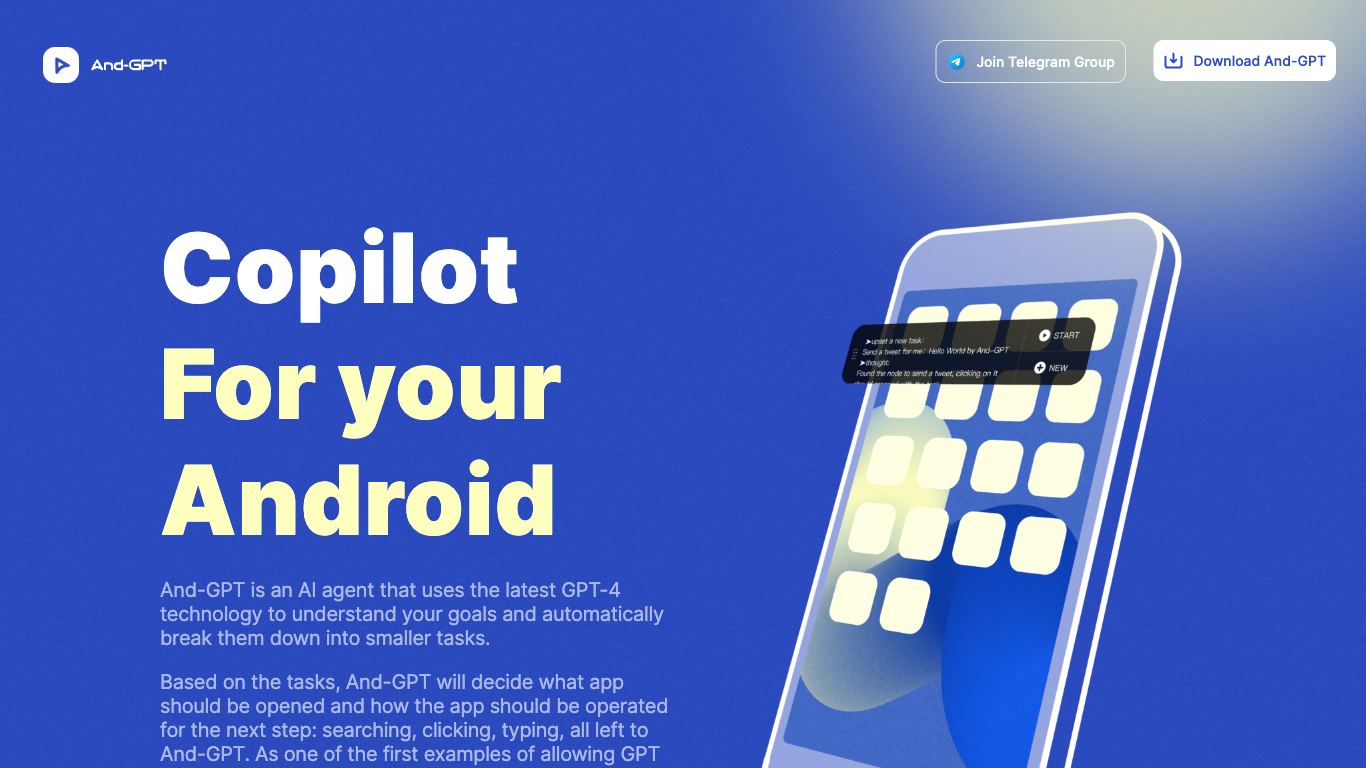 And-GPT
Join Telegram Group
Download And-GPT
Copilot
For your
Android
And-GPT is an AI agent that uses the latest GPT-4
technology to understand your goals and automatically
break them down into smaller tasks.
Based on the tasks, And-GPT will decide what app
should be opened and how the app should be operated
for the next step: searching, clicking, typing, all left to
And-GPT. As one of the first examples of allowing GPT
➤upset a new task:
Send a tweet for me: Hello World by And-GPT
➤thought:
Found the node to send a tweet, clicking on it
START
NEW